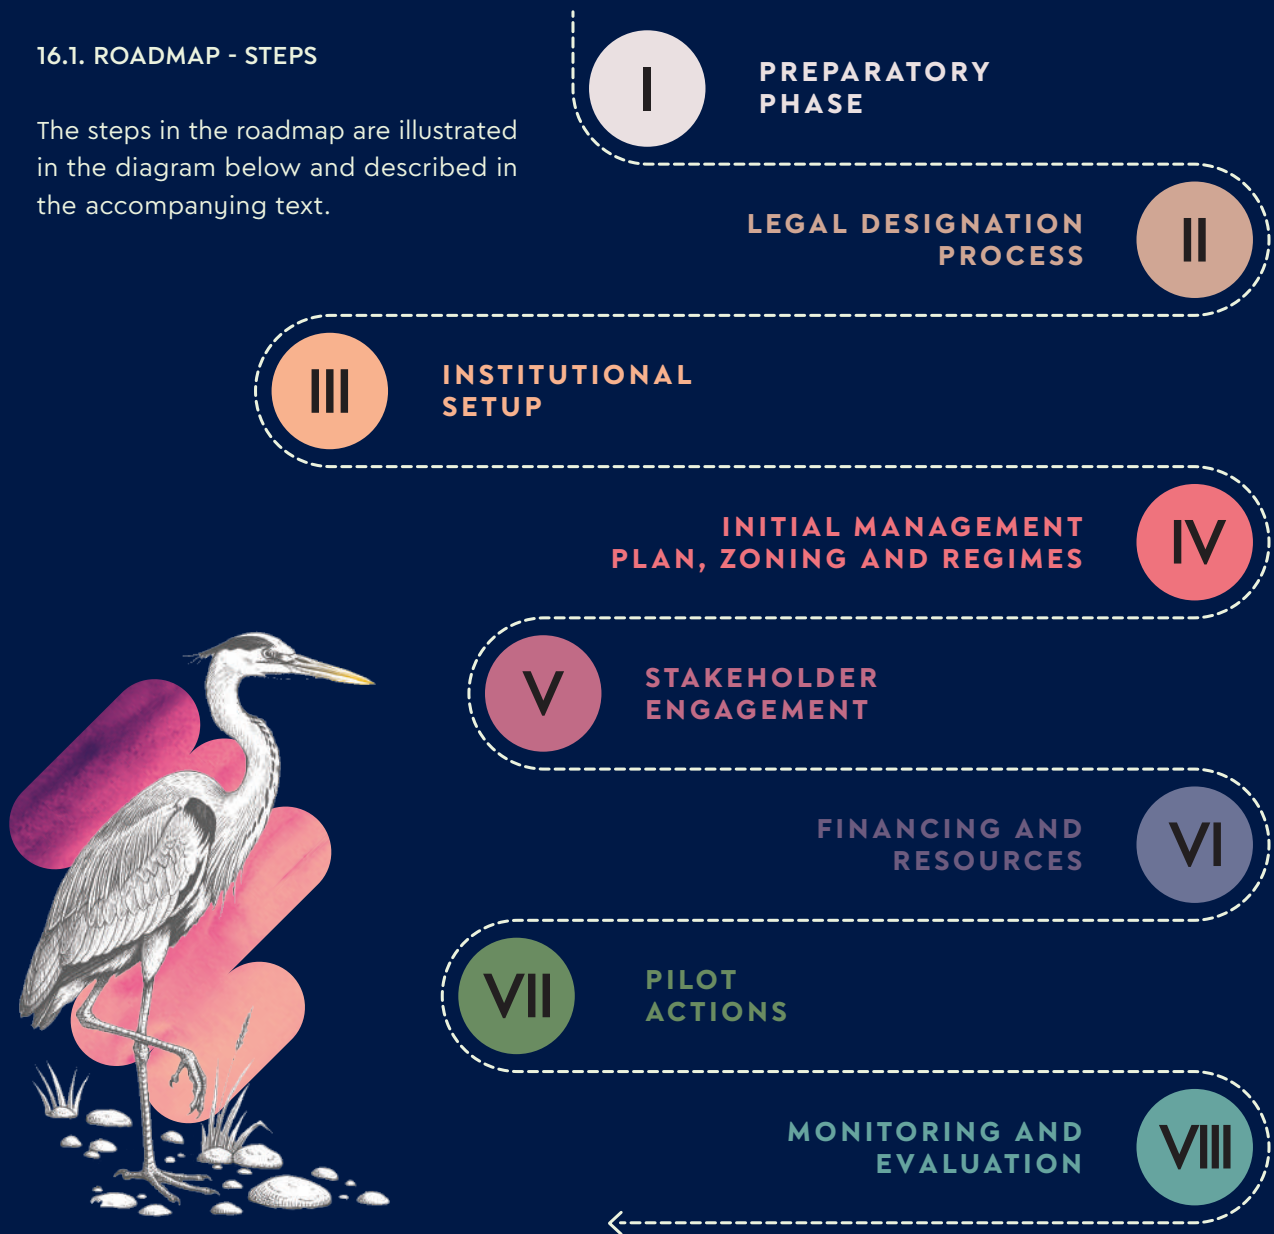 16.1. ROADMAP - STEPS
The steps in the roadmap are illustrated
in the diagram below and described in
the accompanying text.
I
PREPARATORY
PHASE
LEGAL DESIGNATION
PROCESS
II
III
INSTITUTIONAL
SETUP
INITIAL MANAGEMENT
PLAN, ZONING AND REGIMES
IV
V
STAKEHOLDER
ENGAGEMENT
FINANCING AND
RESOURCES
VI
VII
PILOT
ACTIONS
MONITORING AND
EVALUATION
VIII